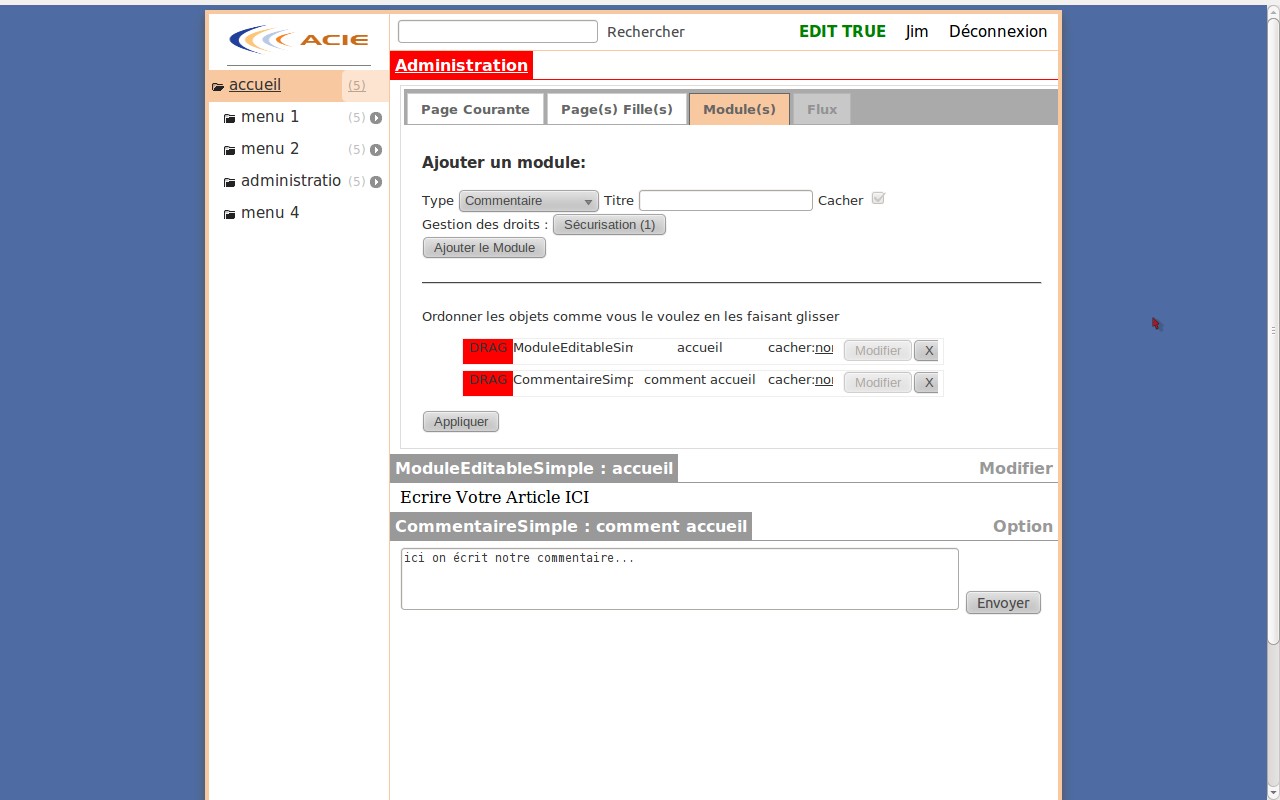 ACIE
Rechercher
EDIT TRUE Jim Déconnexion
Administration
accueil (5)
menu 1 (5)
menu 2 (5)
administratio (5)
menu 4
Page Courante Page(s) Fille(s) Module(s) Flux
Ajouter un module:
Type Commentaire Titre Cacher
Gestion des droits : Sécurisation (1)
Ajouter le Module
Ordonner les objets comme vous le voulez en les faisant glisser
DRAG ModuleEditableSim accueil cacher:non Modifier X
DRAG CommentaireSimp comment accueil cacher:non Modifier X
Appliquer
ModuleEditableSimple : accueil Modifier
Ecrire Votre Article ICI
CommentaireSimple : comment accueil Option
ici on écrit notre commentaire...
Envoyer